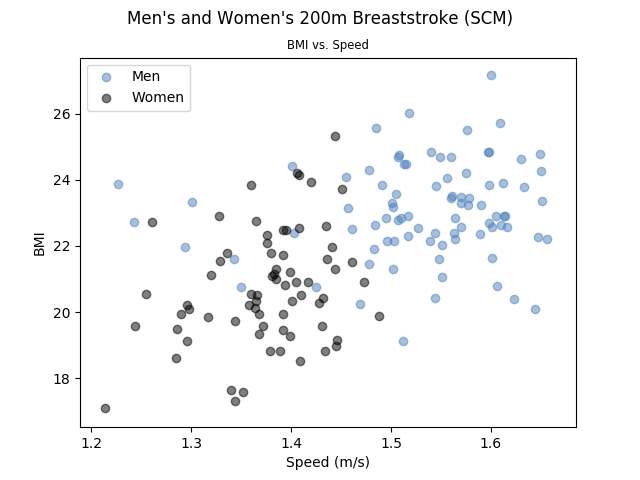 Men's and Women's 200m Breaststroke (SCM)
BMI vs. Speed
Men
Women
26
24
22
20
18
BMI
1.2 1.3 1.4 1.5 1.6
Speed (m/s)